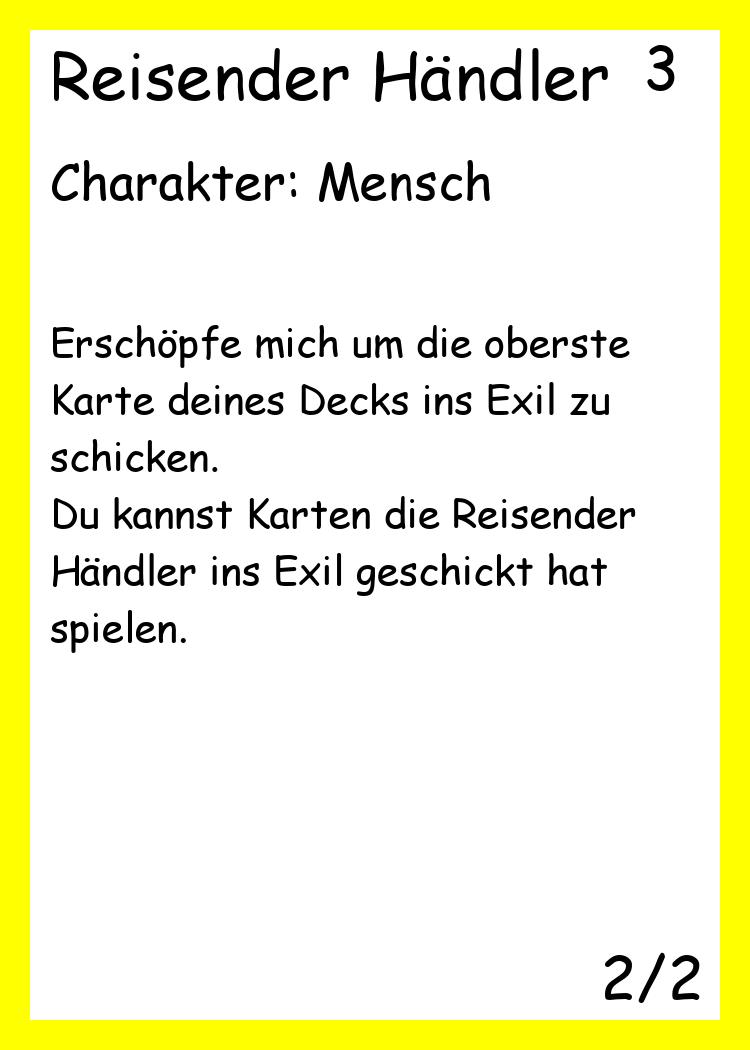 Reisender Händler 3
Charakter: Mensch
Erschöpfe mich um die oberste
Karte deines Decks ins Exil zu
schicken.
Du kannst Karten die Reisender
Händler ins Exil geschickt hat
spielen.
2/2